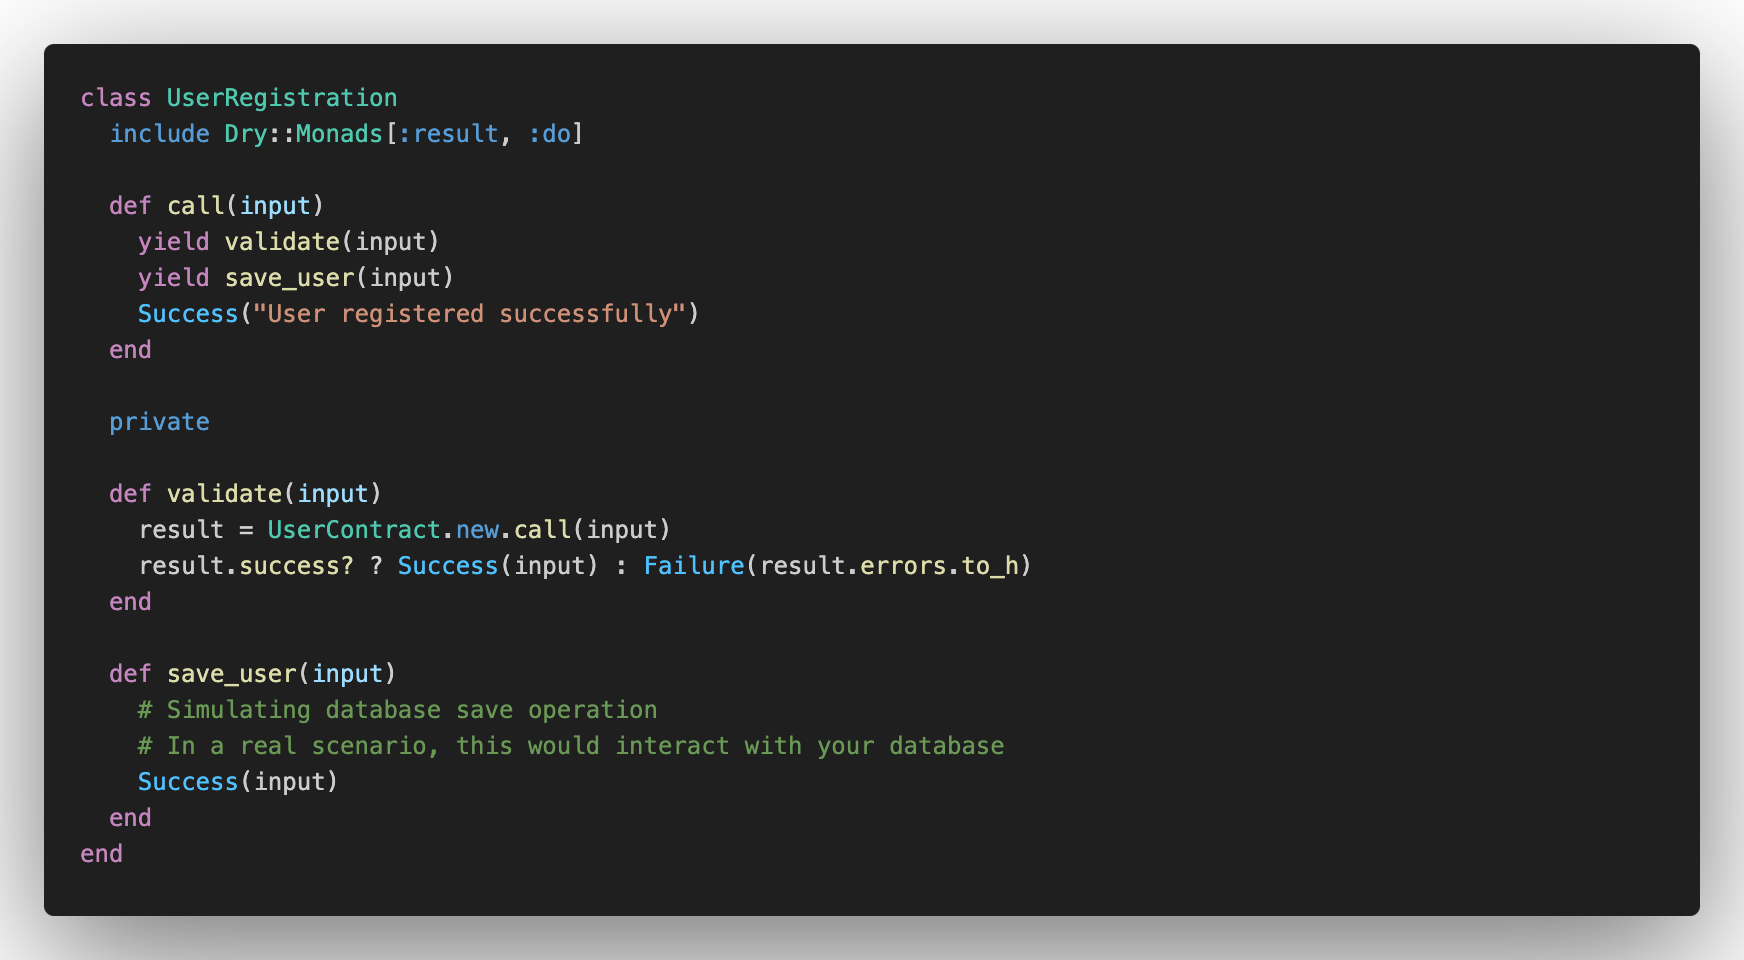 class UserRegistration
  include Dry::Monads[:result, :do]

  def call(input)
    yield validate(input)
    yield save_user(input)
    Success("User registered successfully")
  end

  private

  def validate(input)
    result = UserContract.new.call(input)
    result.success? ? Success(input) : Failure(result.errors.to_h)
  end

  def save_user(input)
    # Simulating database save operation
    # In a real scenario, this would interact with your database
    Success(input)
  end
end